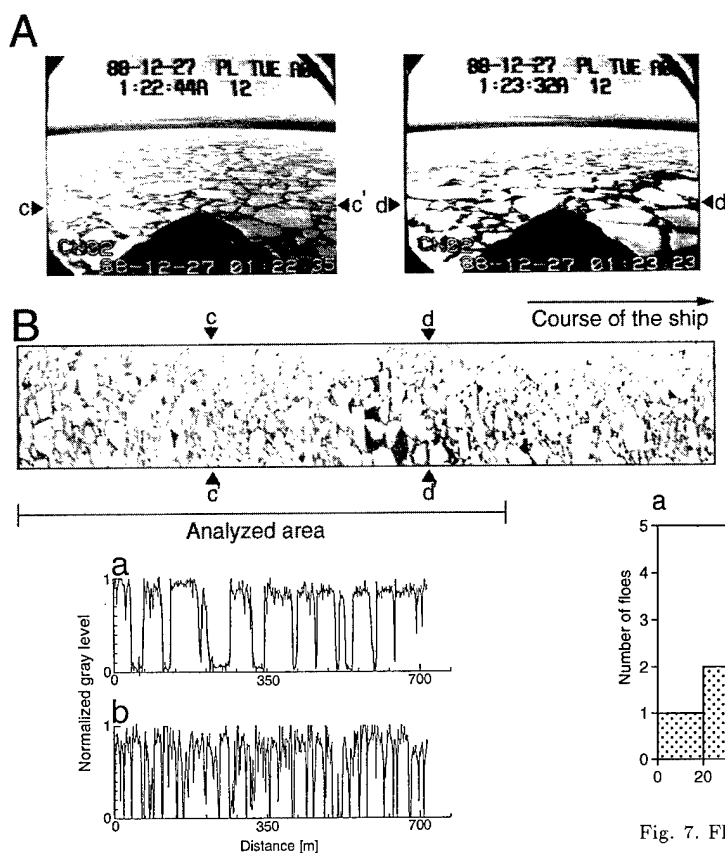 A
88-12-27 PL TUE
1:22:44A 12
c
c'
CH02
88-12-27 01:22:35
88-12-27 PL TUE
1:23:32A 12
d
d
CH02
88-12-27 01:23:23
B
c
d
Course of the ship
c'
d
Analyzed area
a
Normalized gray level
1
0
0
350
700
b
1
0
0
350
700
Distance [m]
a
Number of floes
5
4
3
2
1
0
0
20
Fig. 7. Fl